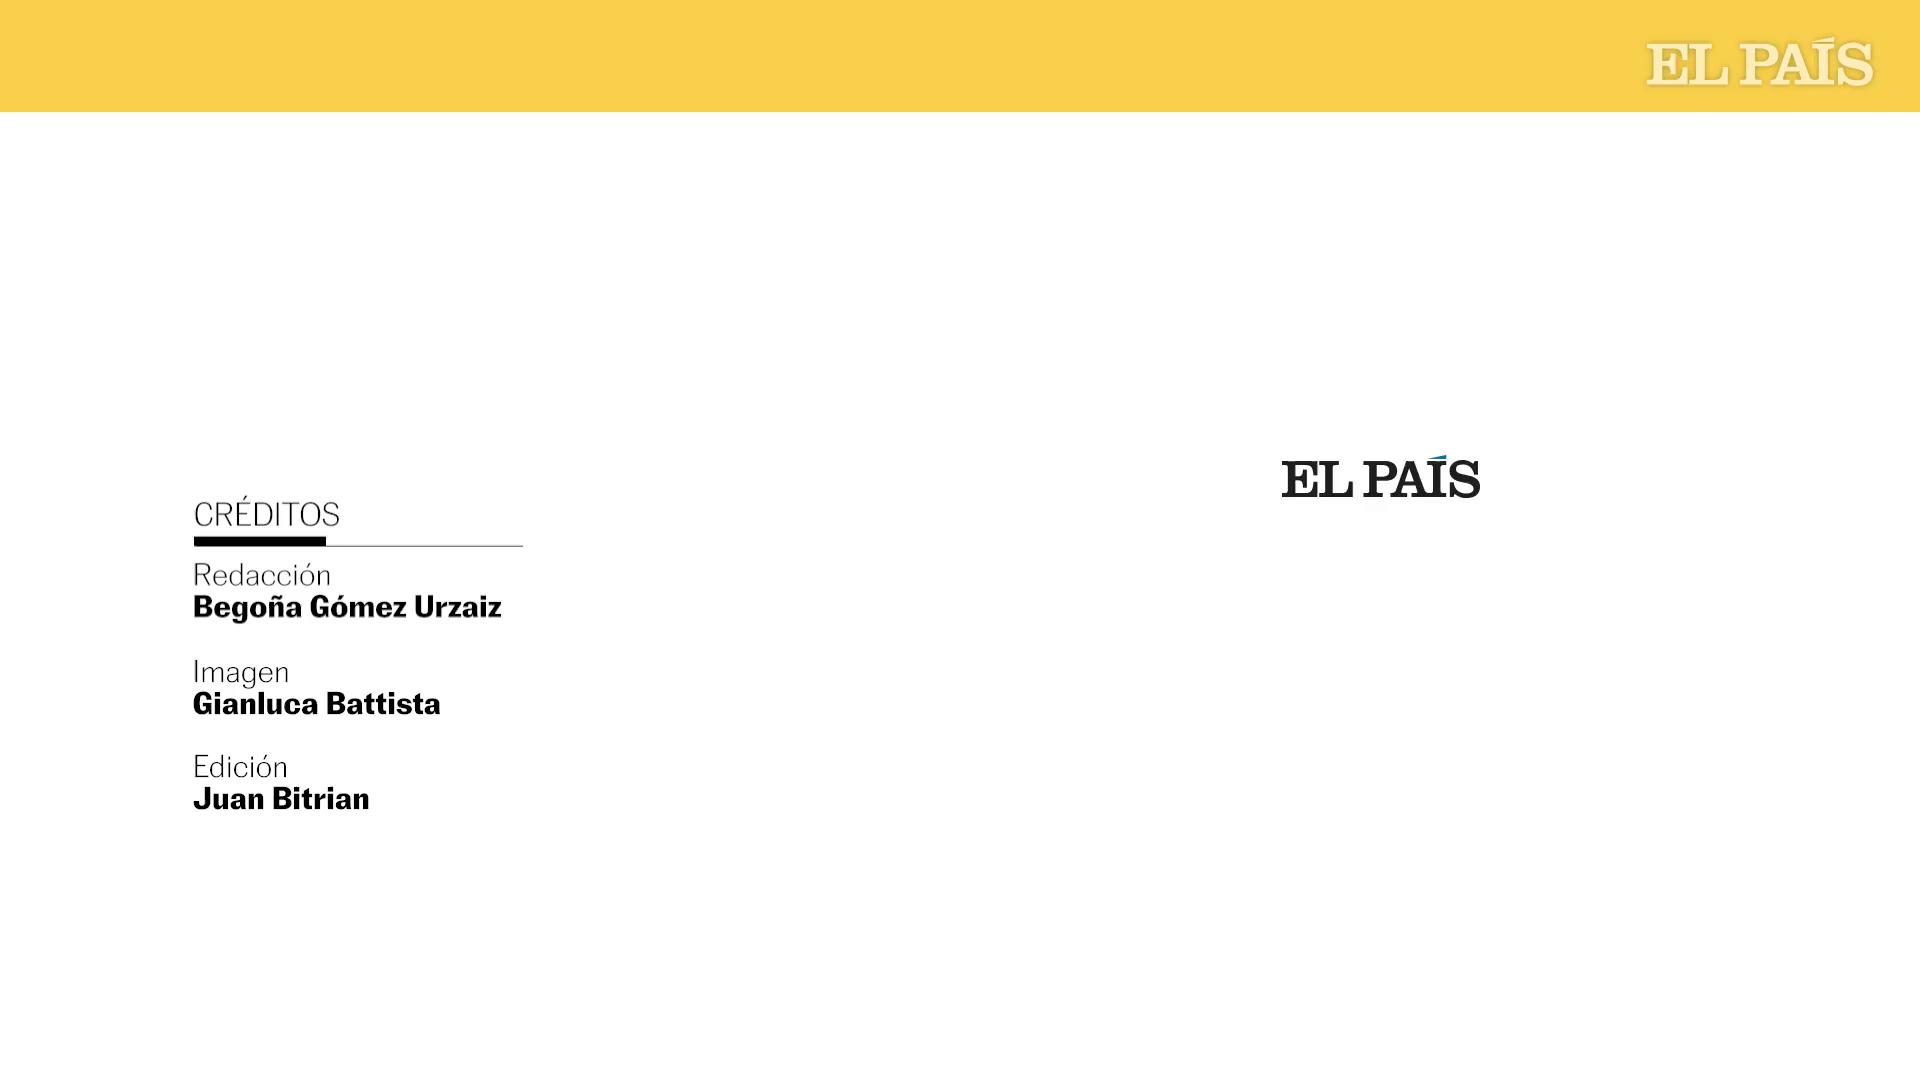 EL PAÍS
EL PAÍS
CRÉDITOS
Redacción
Begoña Gómez Urzaiz
Imagen
Gianluca Battista
Edición
Juan Bitrian